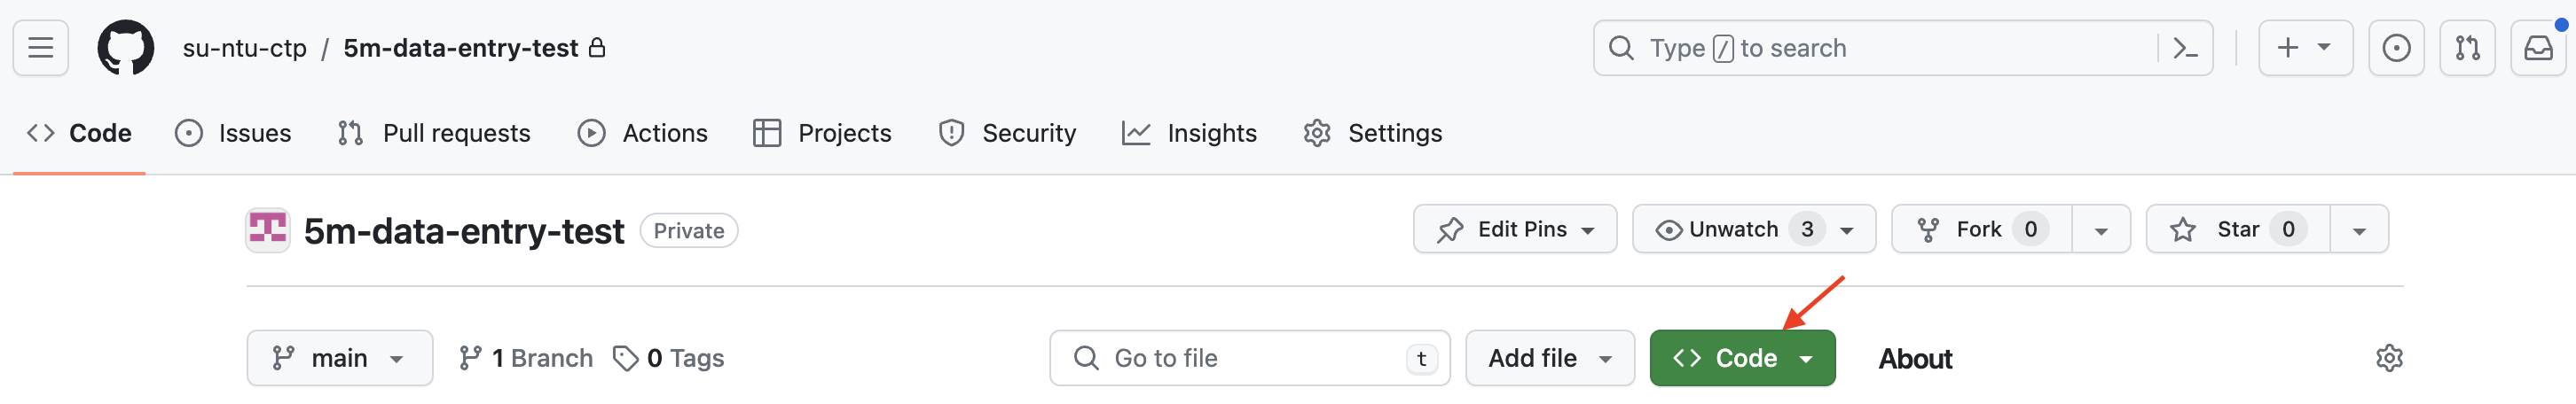 su-ntu-ctp / 5m-data-entry-test
Type / to search
Code Issues Pull requests Actions Projects Security Insights Settings
5m-data-entry-test Private Edit Pins Unwatch 3 Fork 0 Star 0
main 1 Branch 0 Tags Go to file t Add file Code About